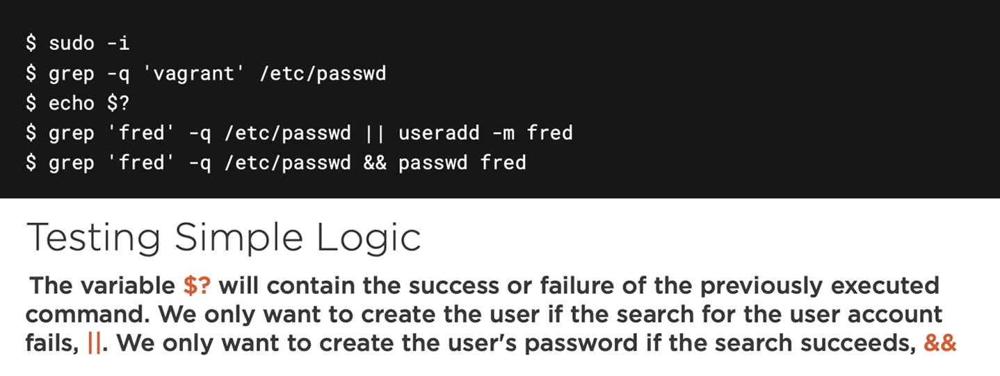 $ sudo -i
$ grep -q 'vagrant' /etc/passwd
$ echo $?
$ grep 'fred' -q /etc/passwd || useradd -m fred
$ grep 'fred' -q /etc/passwd && passwd fred
Testing Simple Logic
The variable $? will contain the success or failure of the previously executed
command. We only want to create the user if the search for the user account
fails, ||. We only want to create the user's password if the search succeeds, &&